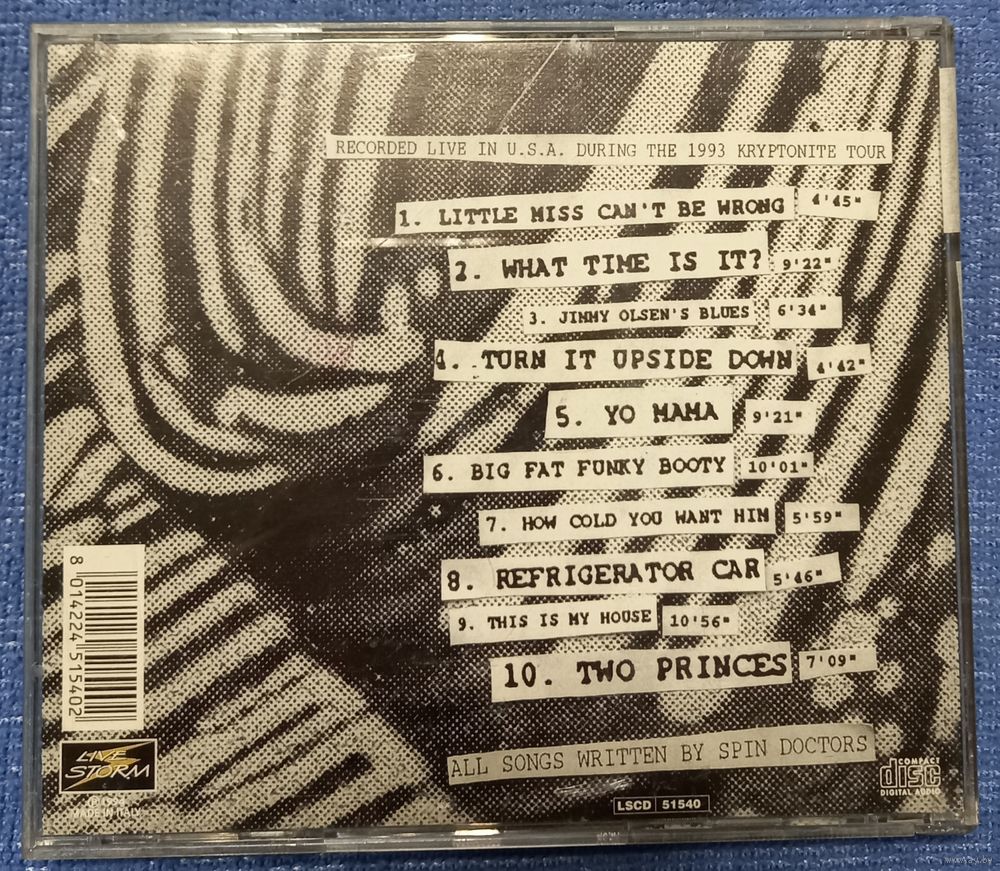 RECORDED LIVE IN U.S.A. DURING THE 1993 KRYPTONITE TOUR
1. LITTLE MISS CAN'T BE WRONG 4'45"
2. WHAT TIME IS IT? 9'22"
3. JIMMY OLSEN'S BLUES 6'34"
4. TURN IT UPSIDE DOWN 4'42"
5. YO MAMA 9'21"
6. BIG FAT FUNKY BOOTY 10'01"
7. HOW COLD YOU WANT HIM 5'59"
8. REFRIGERATOR CAR 5'46"
9. THIS IS MY HOUSE 10'56"
10. TWO PRINCES 7'09"
ALL SONGS WRITTEN BY SPIN DOCTORS
8 014224 515402
LIVE STORM
MADE IN ITALY
LSCD 51540
COMPACT
disc
DIGITAL AUDIO